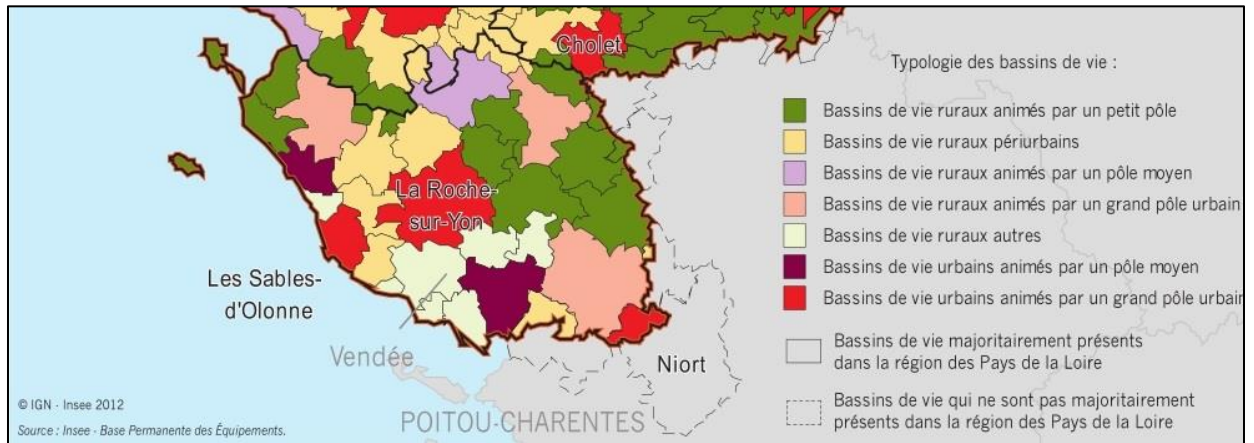 Cholet
La Roche-
sur-Yon
Les Sables-
d'Olonne
Vendée
Niort
POITOU-CHARENTES
© IGN - Insee 2012
Source : Insee - Base Permanente des Équipements.
Typologie des bassins de vie :
Bassins de vie ruraux animés par un petit pôle
Bassins de vie ruraux périurbains
Bassins de vie ruraux animés par un pôle moyen
Bassins de vie ruraux animés par un grand pôle urbain
Bassins de vie ruraux autres
Bassins de vie urbains animés par un pôle moyen
Bassins de vie urbains animés par un grand pôle urbain
Bassins de vie majoritairement présents
dans la région des Pays de la Loire
Bassins de vie qui ne sont pas majoritairement
présents dans la région des Pays de la Loire